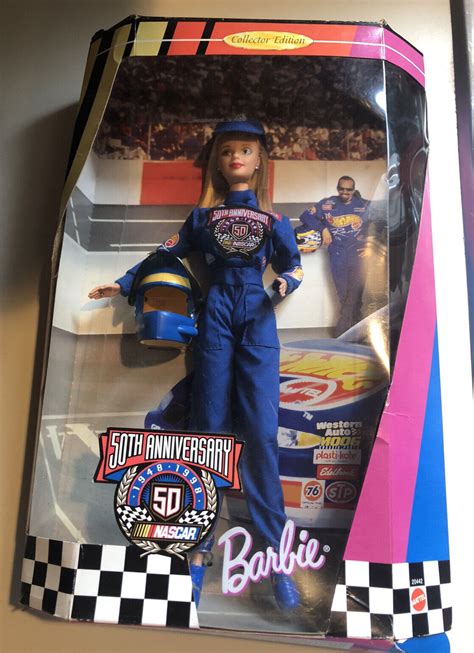 Collector Edition
50TH ANNIVERSARY
50
NASCAR
Western
Auto
MOOG
plasti-kote
Edelbrock
76
STP
50TH ANNIVERSARY
1948 - 1998
50
NASCAR
Barbie
20442